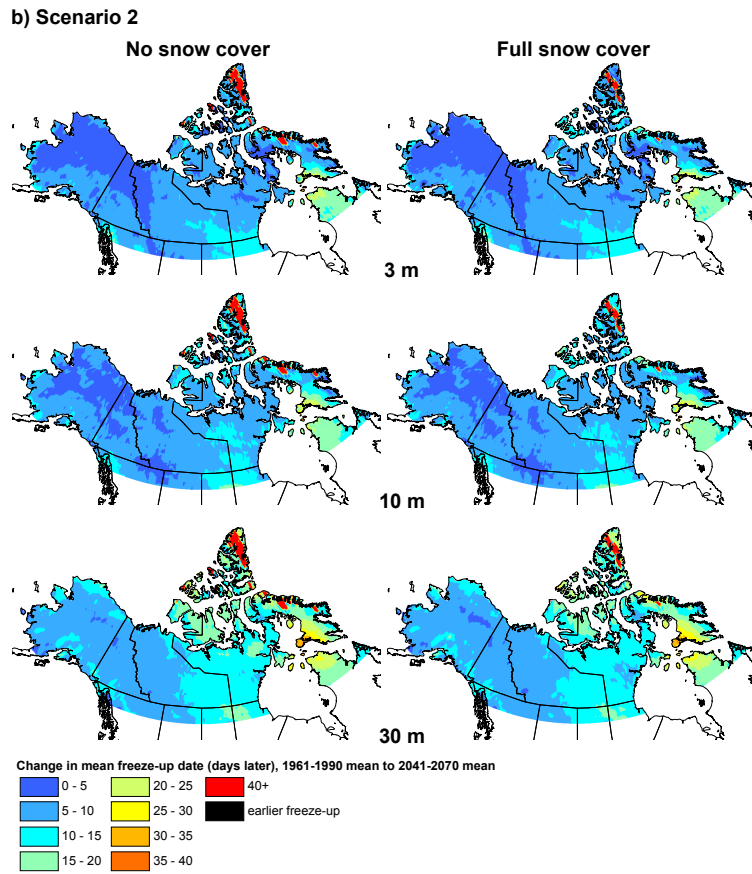 b) Scenario 2
No snow cover
Full snow cover
3 m
10 m
30 m
Change in mean freeze-up date (days later), 1961-1990 mean to 2041-2070 mean
0 - 5
20 - 25
40+
5 - 10
25 - 30
earlier freeze-up
10 - 15
30 - 35
15 - 20
35 - 40